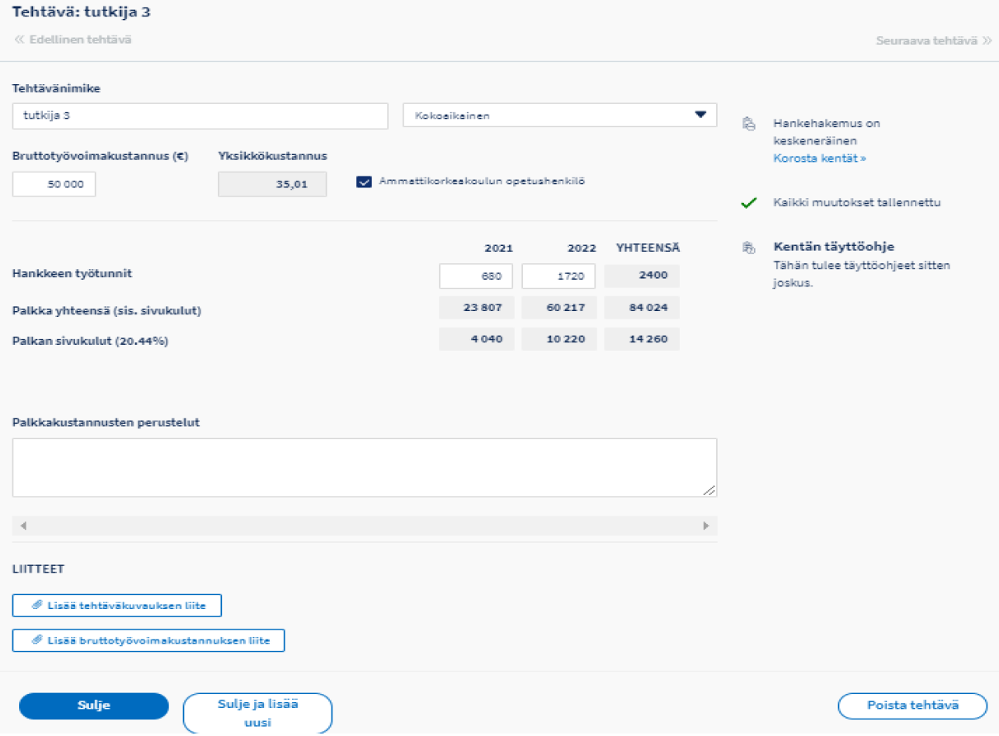 Tehtävä: tutkija 3
« Edellinen tehtävä
Seuraava tehtävä »
Tehtävänimike
tutkija 3
Kokoaikainen
Bruttotyövoimakustannus (€)
Yksikkökustannus
50 000
35,01
Ammattikorkeakoulun opetushenkilö
2021 2022 YHTEENSÄ
Hankkeen työtunnit
680 1720 2400
Palkka yhteensä (sis. sivukulut)
23 807 60 217 84 024
Palkan sivukulut (20.44%)
4 040 10 220 14 260
Palkkakustannusten perustelut
LIITTEET
Lisää tehtäväkuvauksen liite
Lisää bruttotyövoimakustannuksen liite
Sulje
Sulje ja lisää
uusi
Poista tehtävä
Hankehakemus on
keskeneräinen
Korosta kentät »
Kaikki muutokset tallennettu
Kentän täyttöohje
Tähän tulee täyttöohjeet sitten
joskus.